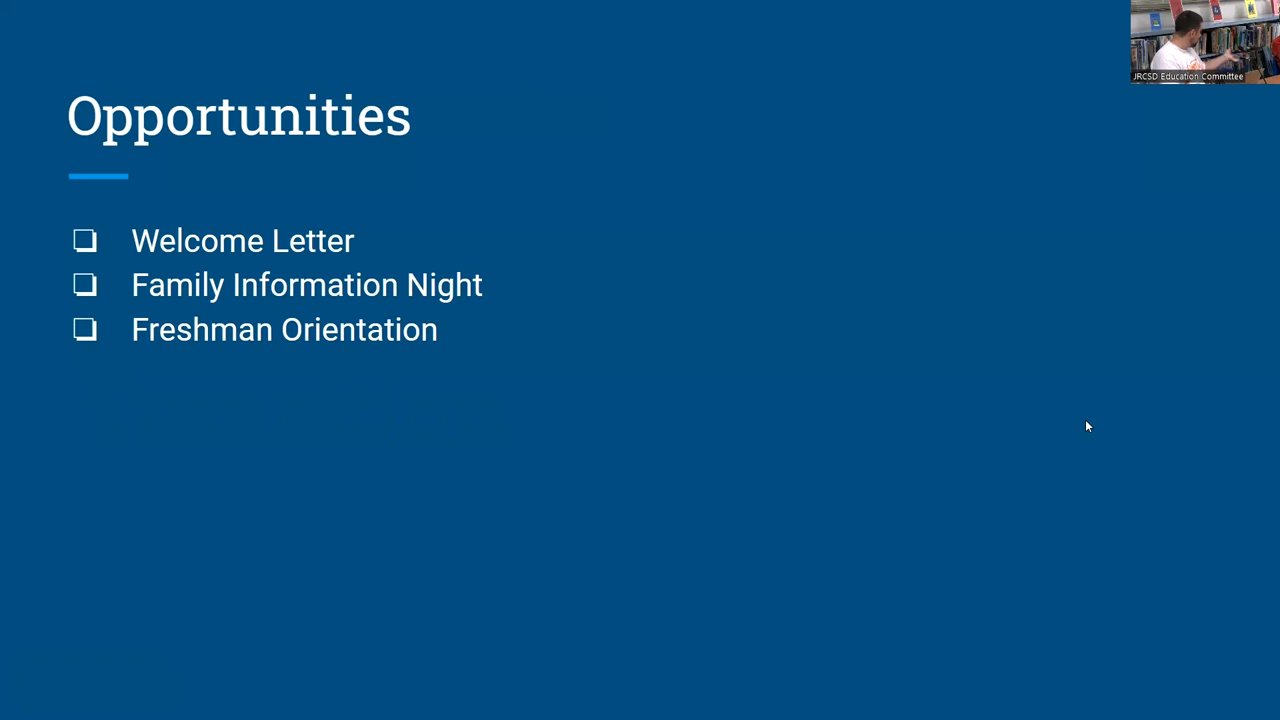 JRCSD Education Committee
Opportunities
❏ Welcome Letter
❏ Family Information Night
❏ Freshman Orientation